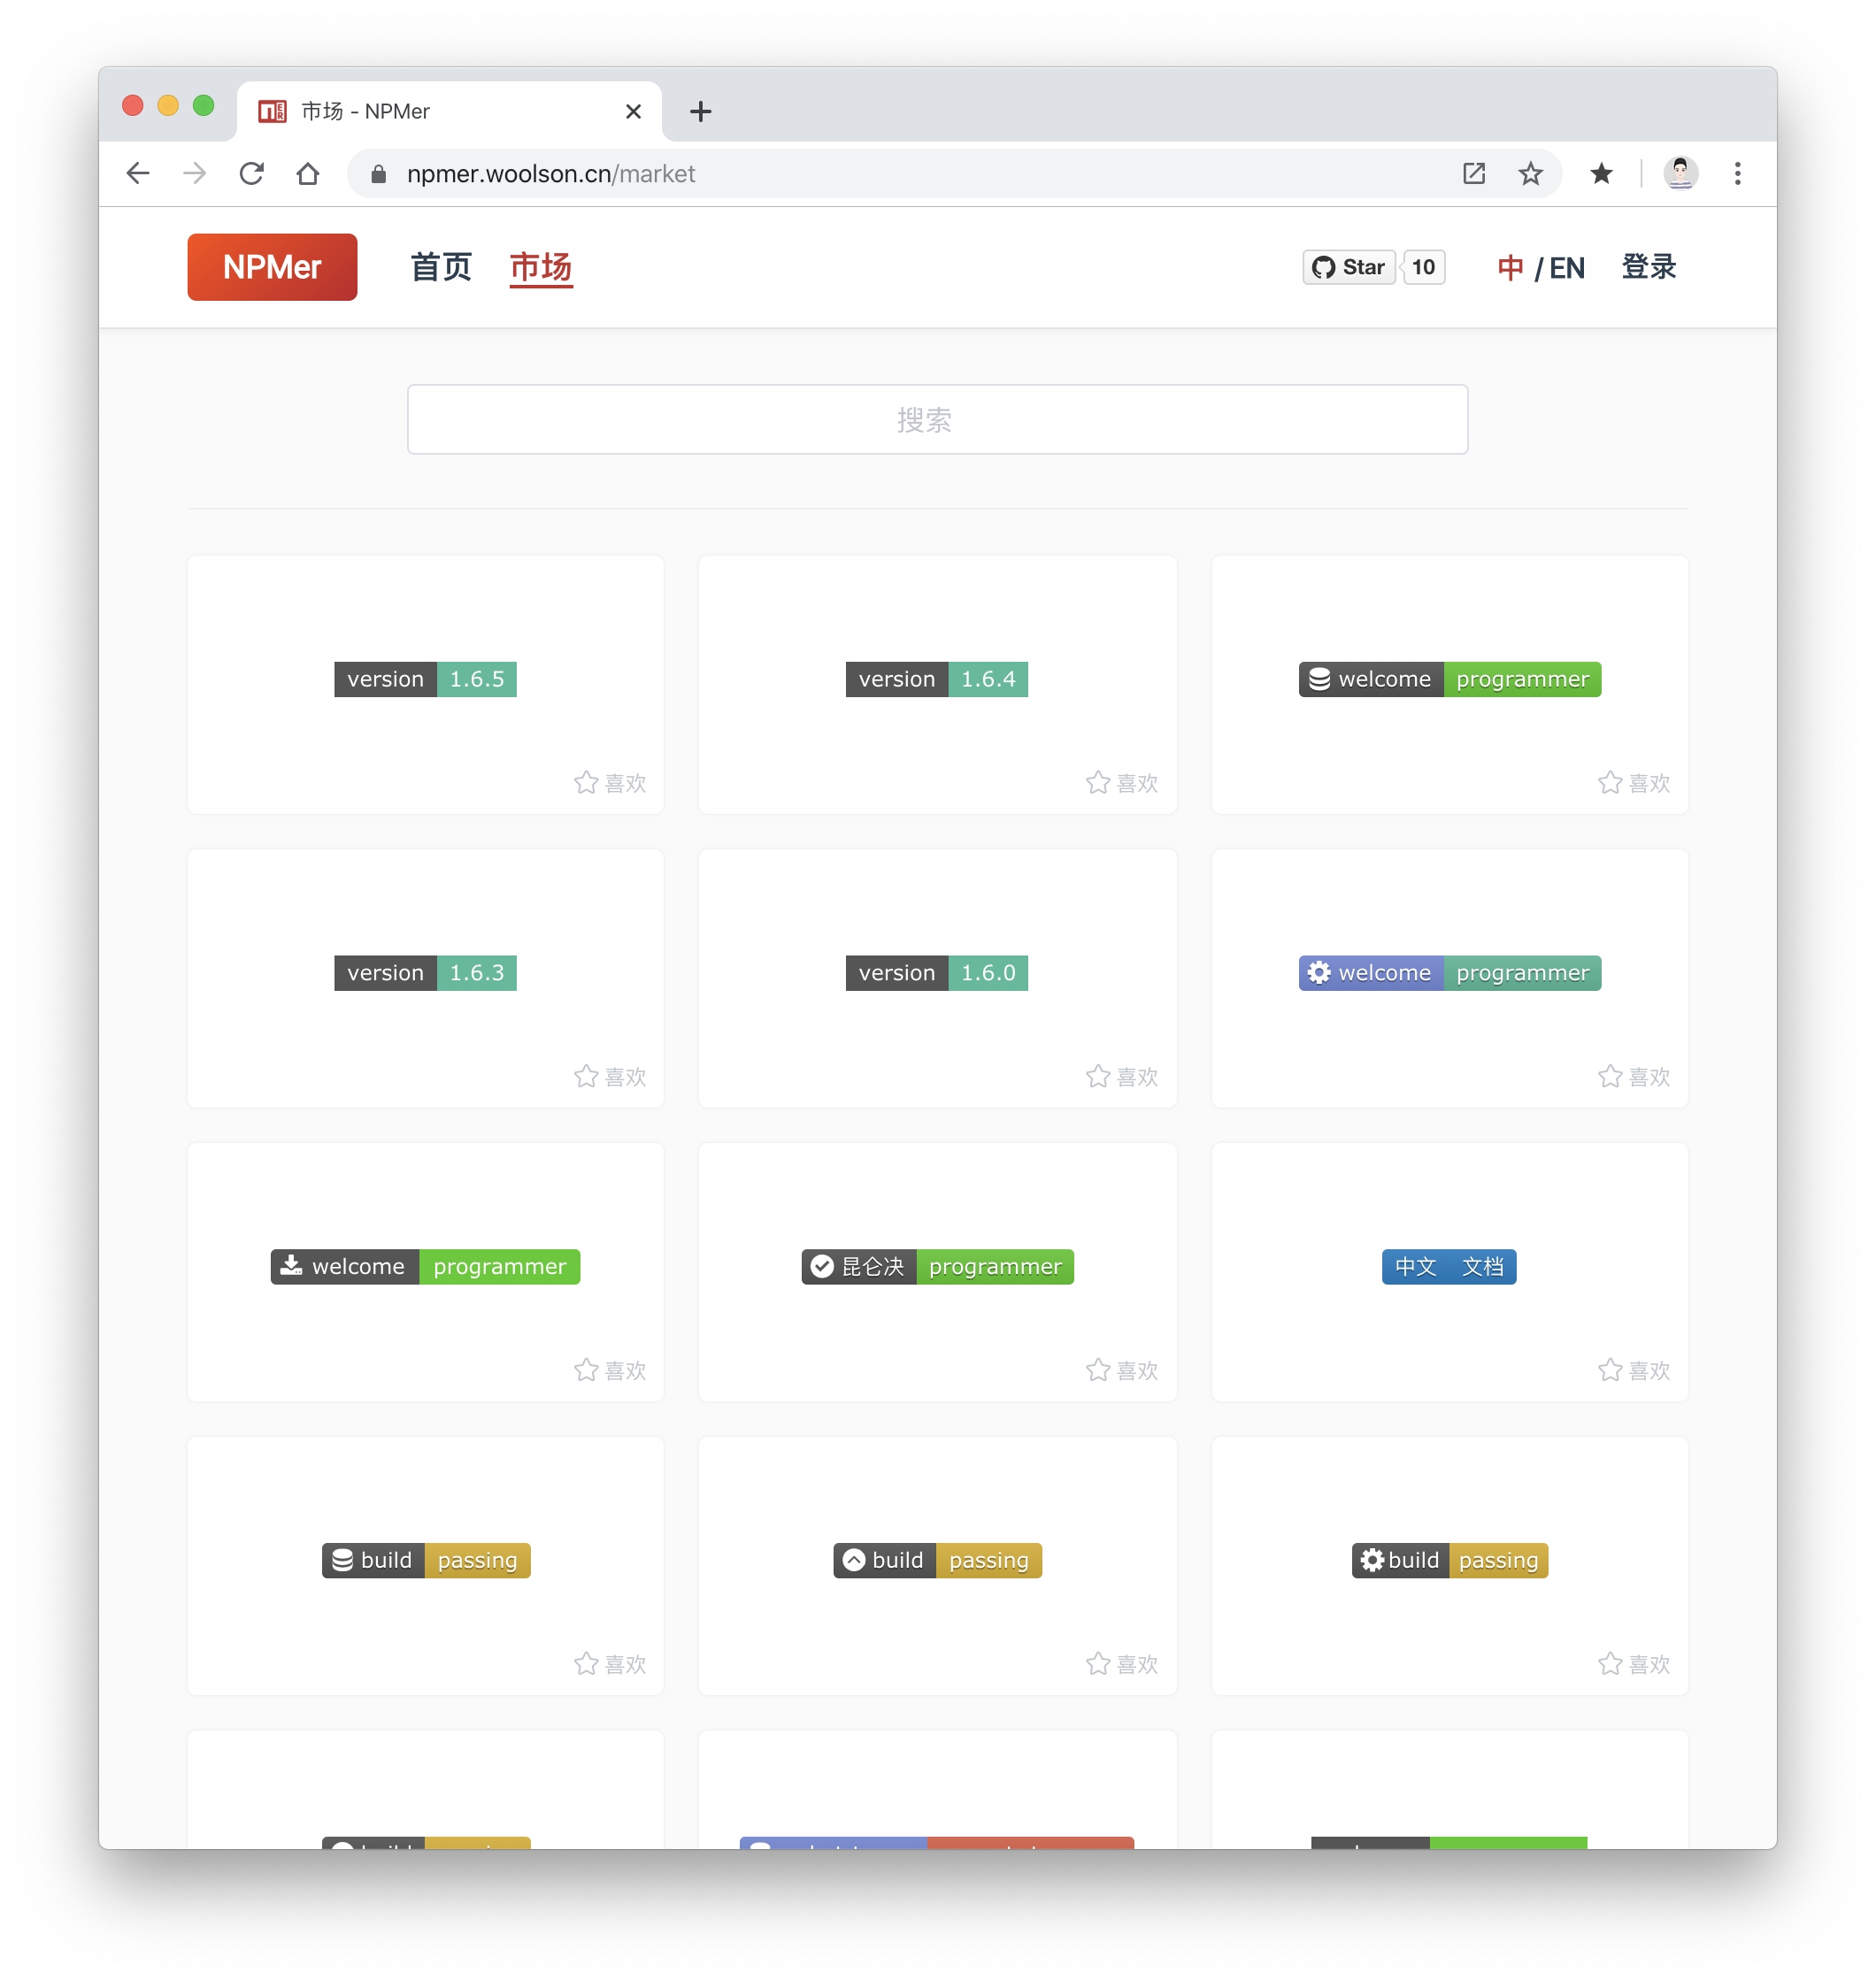 市场 - NPMer
npmer.woolson.cn/market
NPMer 首页 市场 Star 10 中 / EN 登录
搜索
version 1.6.5
喜欢
version 1.6.4
喜欢
welcome programmer
喜欢
version 1.6.3
喜欢
version 1.6.0
喜欢
welcome programmer
喜欢
welcome programmer
喜欢
昆仑决 programmer
喜欢
中文 文档
喜欢
build passing
喜欢
build passing
喜欢
build passing
喜欢